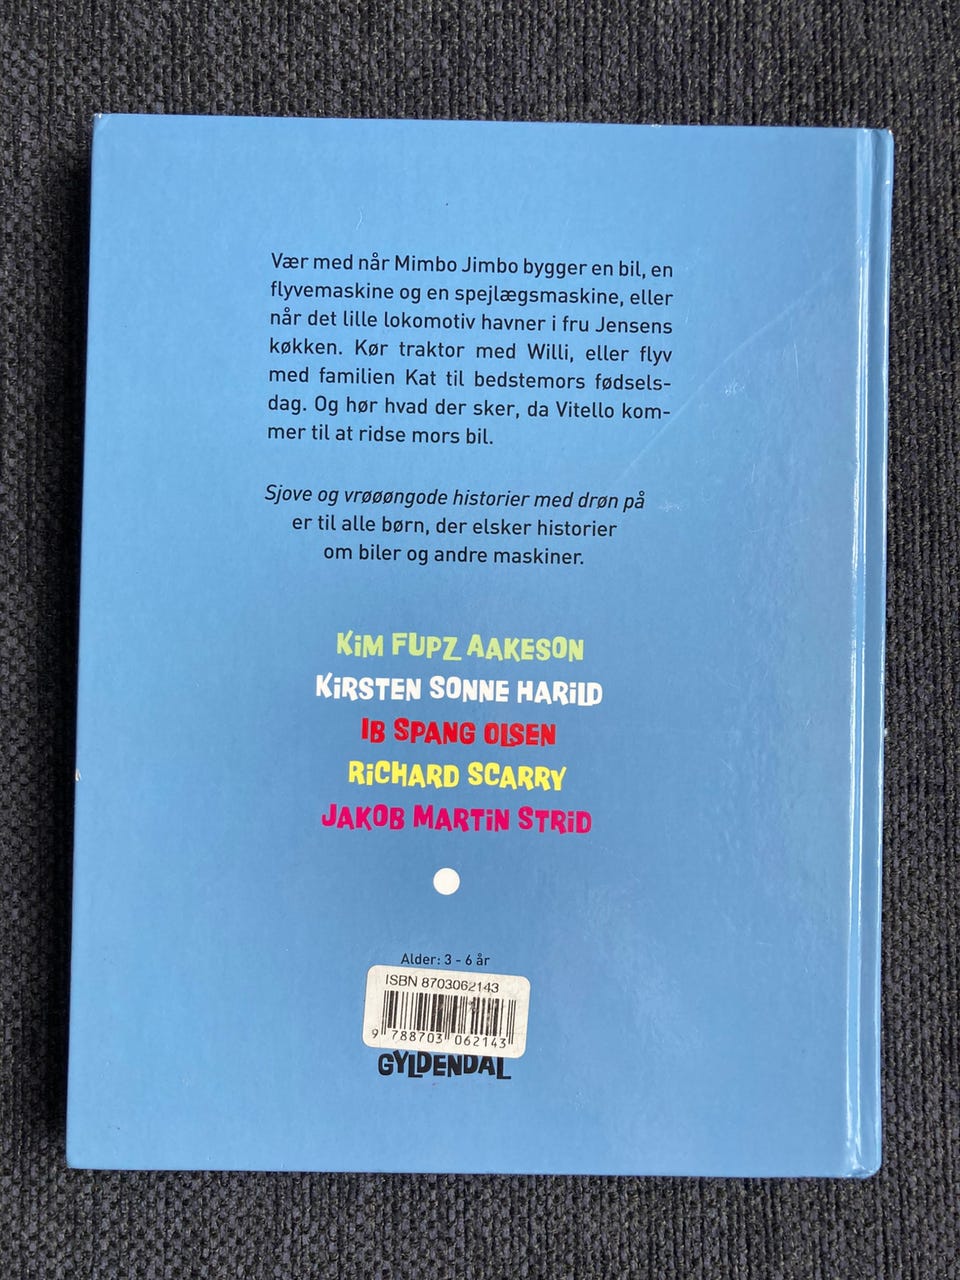 Vær med når Mimbo Jimbo bygger en bil, en
flyvemaskine og en spejlægsmaskine, eller
når det lille lokomotiv havner i fru Jensens
køkken. Kør traktor med Willi, eller flyv
med familien Kat til bedstemors fødsels-
dag. Og hør hvad der sker, da Vitello kom-
mer til at ridse mors bil.
Sjove og vrøøøngode historier med drøn på
er til alle børn, der elsker historier
om biler og andre maskiner.
KiM FUPZ AAKESON
KiRSTEN SONNE HARiLD
IB SPANG OLSEN
RiCHARD SCARRY
JAKOB MARTiN STRiD
Alder: 3 - 6 år
ISBN 8703062143
9 788703 062143
GYLDENDAL